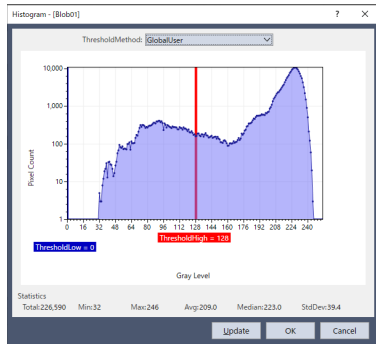 Histogram - [Blob01]
? ×
ThresholdMethod: GlobalUser
10,000
1,000
100
10
1
Pixel Count
0 16 32 48 64 80 96 112 128 144 160 176 192 208 224 240
ThresholdHigh = 128
ThresholdLow = 0
Gray Level
Statistics
Total:226,590 Min:32 Max:246 Avg:209.0 Median:223.0 StdDev:39.4
Update OK Cancel